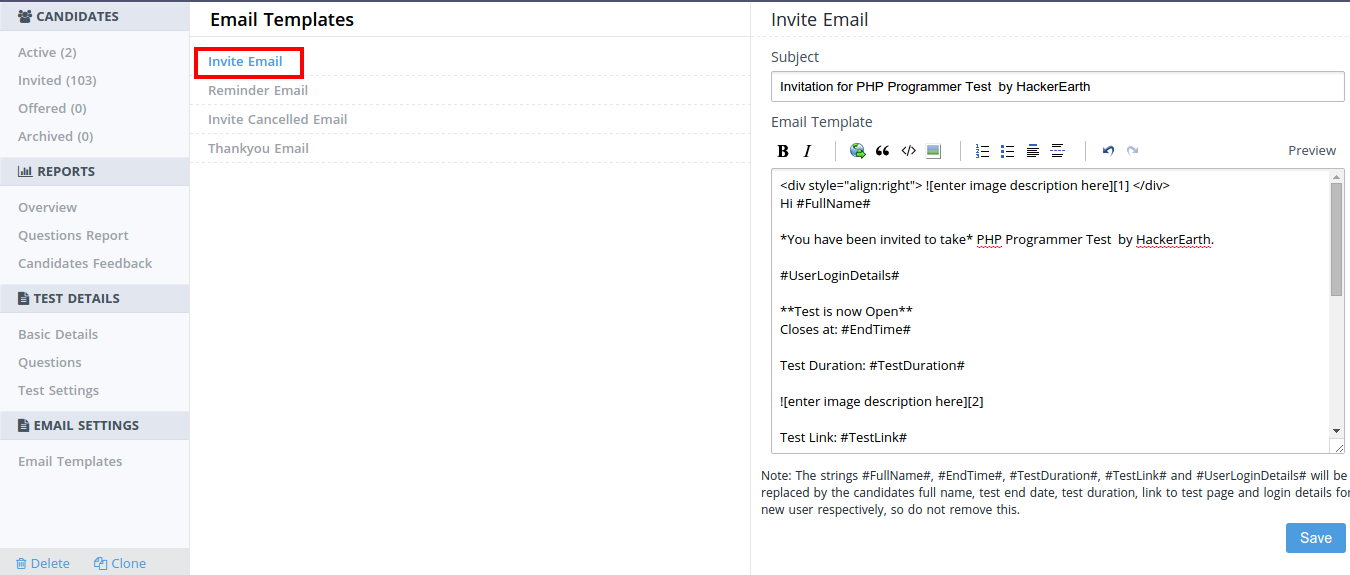 CANDIDATES
Active (2)
Invited (103)
Offered (0)
Archived (0)
REPORTS
Overview
Questions Report
Candidates Feedback
TEST DETAILS
Basic Details
Questions
Test Settings
EMAIL SETTINGS
Email Templates
Delete
Clone
Email Templates
Invite Email
Reminder Email
Invite Cancelled Email
Thankyou Email
Invite Email
Subject
Invitation for PHP Programmer Test  by HackerEarth
Email Template
B I
Preview
<div style="align:right"> ![enter image description here][1] </div>
Hi #FullName#
*You have been invited to take* PHP Programmer Test  by HackerEarth.
#UserLoginDetails#
**Test is now Open**
Closes at: #EndTime#
Test Duration: #TestDuration#
![enter image description here][2]
Test Link: #TestLink#
Note: The strings #FullName#, #EndTime#, #TestDuration#, #TestLink# and #UserLoginDetails# will be
replaced by the candidates full name, test end date, test duration, link to test page and login details for
new user respectively, so do not remove this.
Save